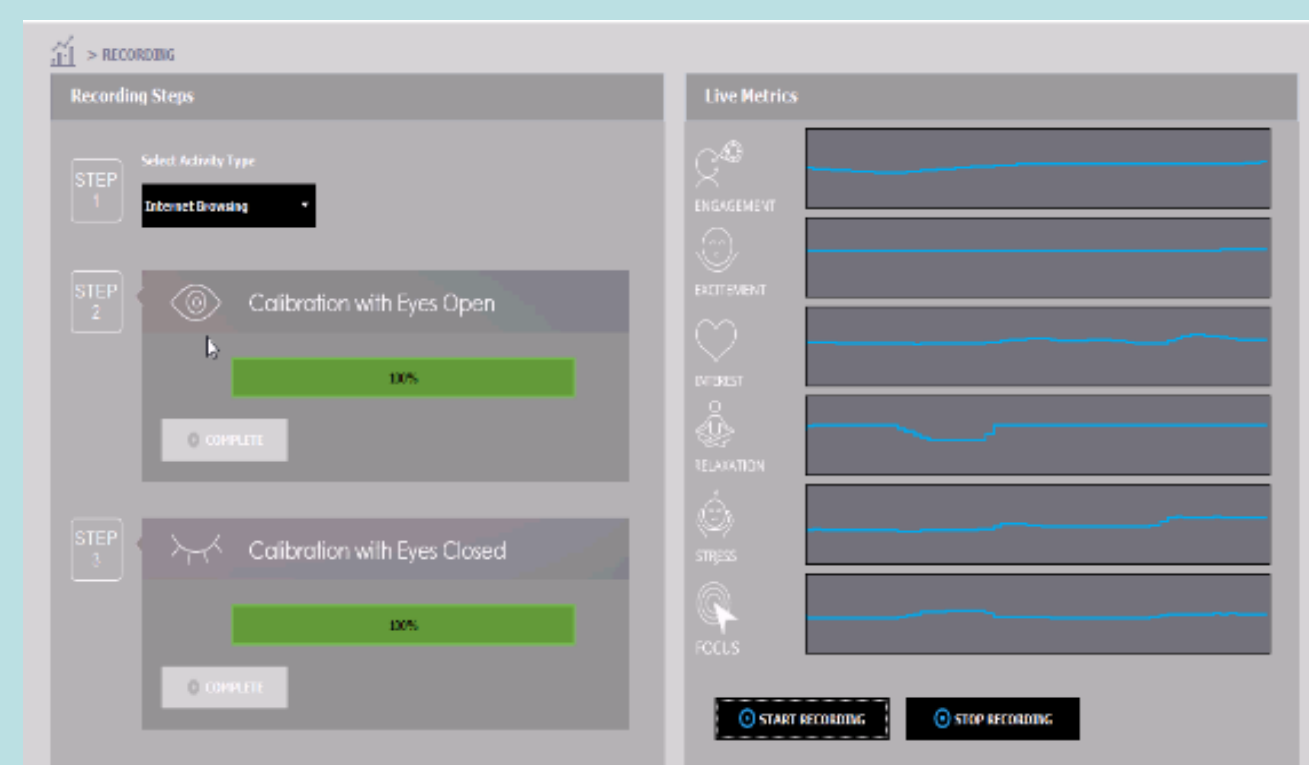 > RECORDING
Recording Steps
STEP
1
Select Activity Type
Internet Browsing
STEP
2
Calibration with Eyes Open
100%
COMPLETE
STEP
3
Calibration with Eyes Closed
100%
COMPLETE
Live Metrics
ENGAGEMENT
EXCITEMENT
INTEREST
RELAXATION
STRESS
FOCUS
START RECORDING
STOP RECORDING